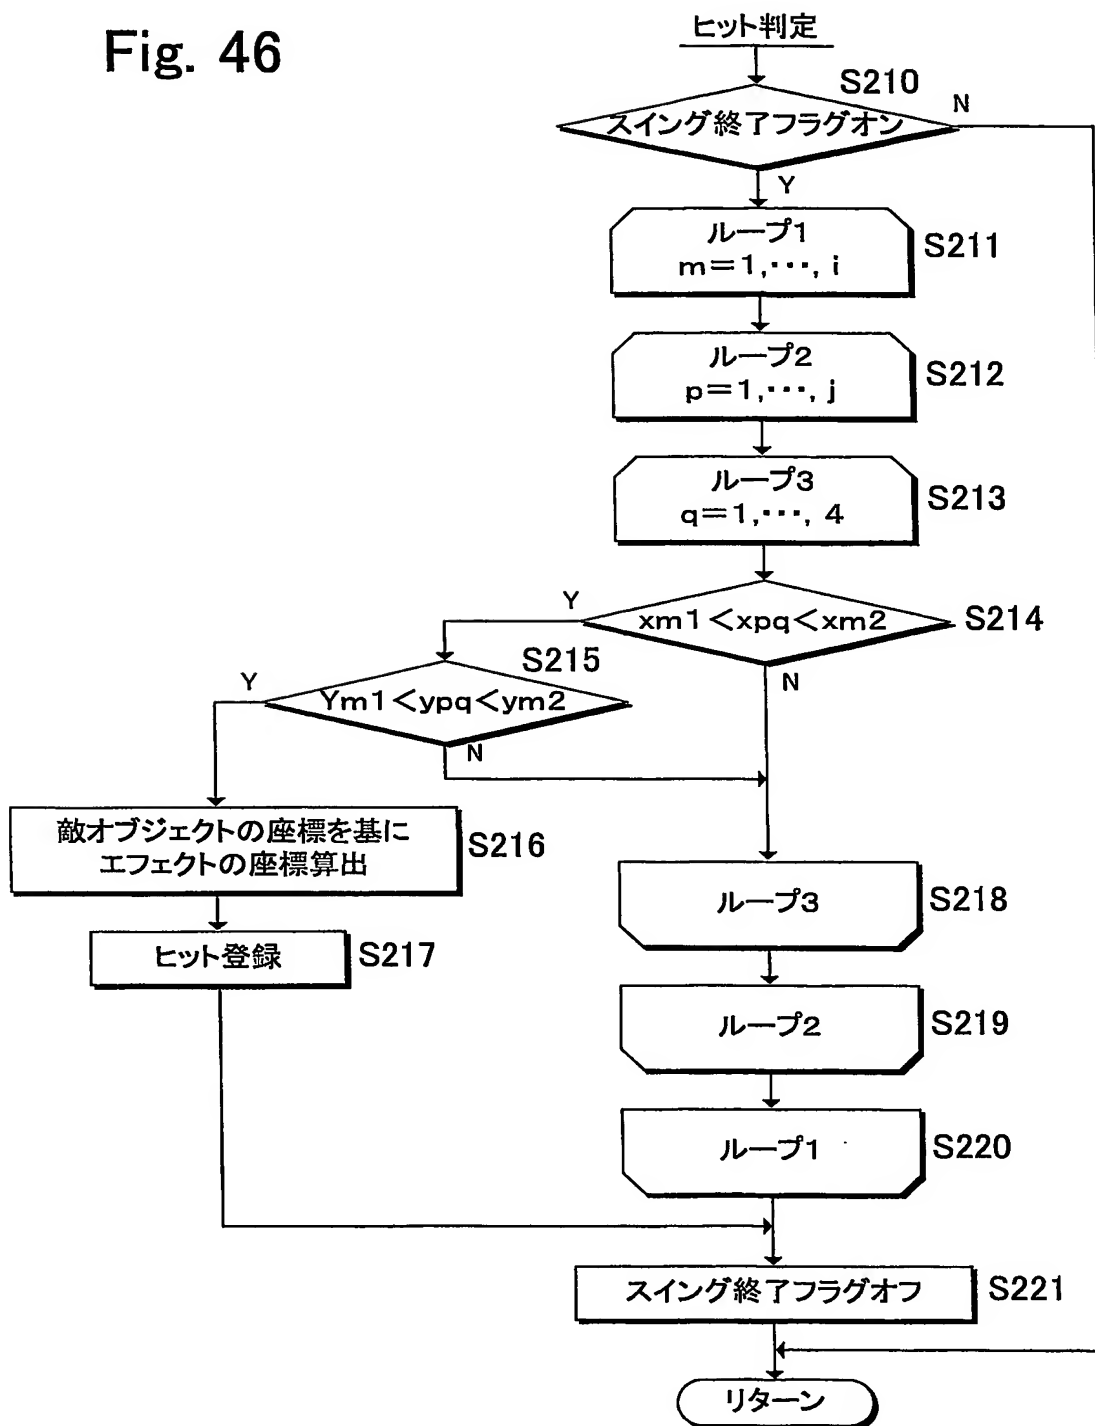 Fig. 46
ヒット判定
S210
スイング終了フラグオン
N
Y
ループ1
m=1,・・・, i
S211
ループ2
p=1,・・・, j
S212
ループ3
q=1,・・・, 4
S213
Y
xm1<xpq<xm2
S214
N
S215
Y
Ym1<ypq<ym2
N
敵オブジェクトの座標を基に
エフェクトの座標算出
S216
ヒット登録
S217
ループ3
S218
ループ2
S219
ループ1
S220
スイング終了フラグオフ
S221
リターン